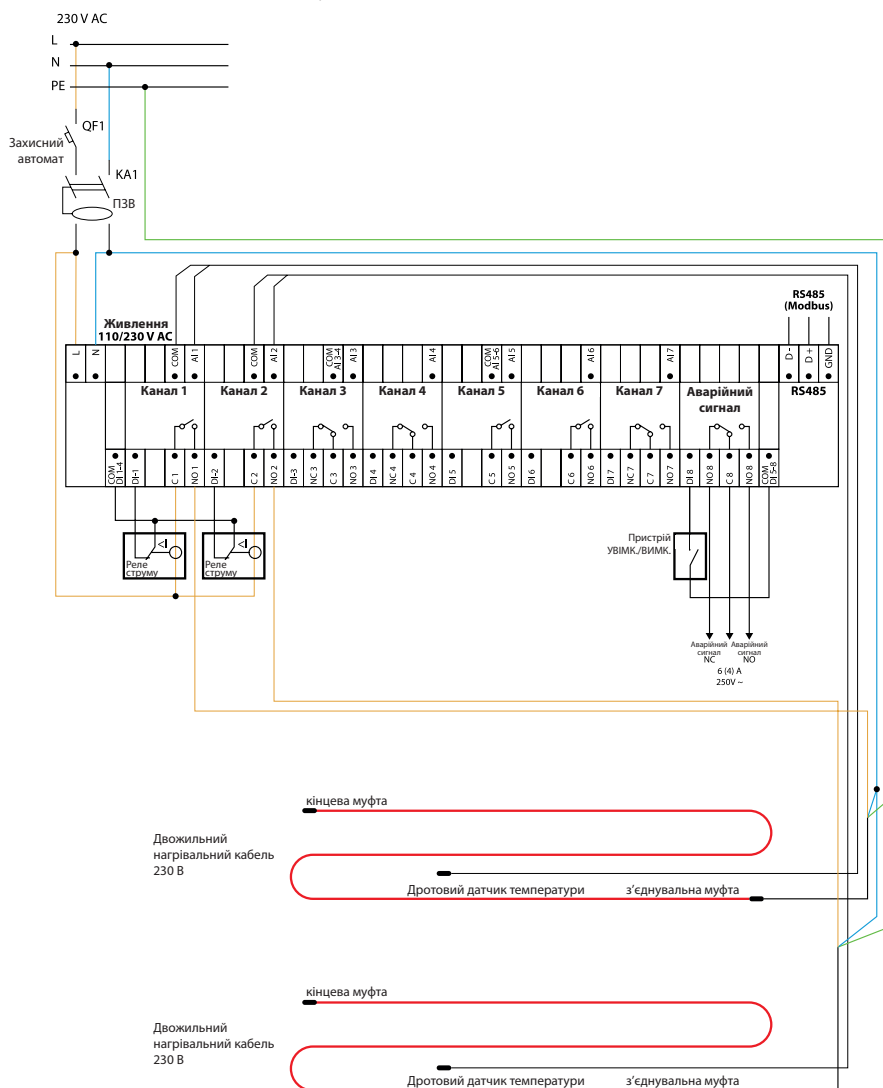 230 V AC
L
N
PE
QF1
Захисний
автомат
KA1
ПЗВ
RS485
(Modbus)
Живлення
110/230 V AC
L
N
COM
AI 1
COM
AI 2
COM
AI 3-4
AI 3
AI 4
COM
AI 5-6
AI 5
AI 6
AI 7
D -
D +
GND
Канал 1
Канал 2
Канал 3
Канал 4
Канал 5
Канал 6
Канал 7
Аварійний
сигнал
RS485
COM
DI 1-4
DI-1
C 1
NO 1
DI-2
C 2
NO 2
DI-3
NC 3
C 3
NO 3
DI 4
NC 4
C 4
NO 4
DI 5
C 5
NO 5
DI 6
C 6
NO 6
DI 7
NC 7
C 7
NO 7
DI 8
NO 8
C 8
NO 8
COM
DI 5-8
<I
Реле
струму
<I
Реле
струму
Пристрій
УВІМК./ВИМК.
Аварійний
сигнал
NC
Аварійний
сигнал
NO
6 (4) A
250V ~
кінцева муфта
Двожильний
нагрівальний кабель
230 В
Дротовий датчик температури
з’єднувальна муфта
кінцева муфта
Двожильний
нагрівальний кабель
230 В
Дротовий датчик температури
з’єднувальна муфта